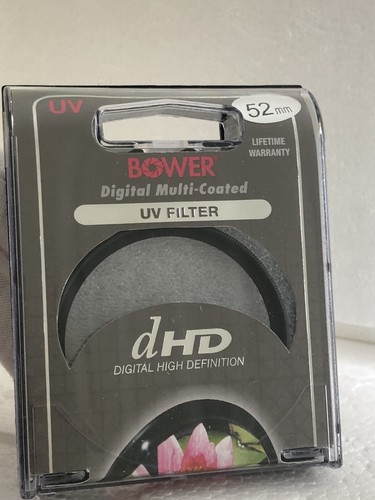 UV
52mm
LIFETIME
WARRANTY
BOWER
Digital Multi-Coated
UV FILTER
dHD
DIGITAL HIGH DEFINITION